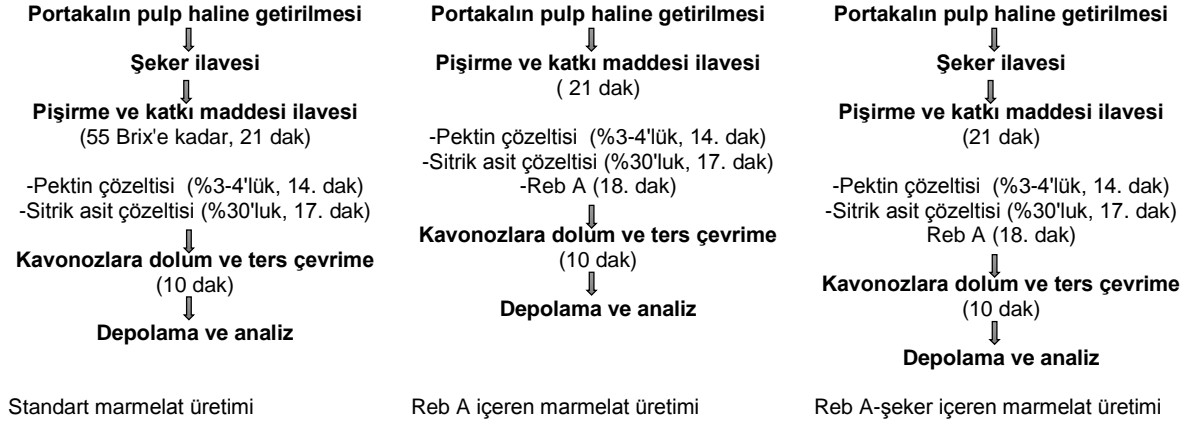 Portakalın pulp haline getirilmesi
Şeker ilavesi
Pişirme ve katkı maddesi ilavesi
(55 Brix'e kadar, 21 dak)
-Pektin çözeltisi (%3-4'lük, 14. dak)
-Sitrik asit çözeltisi (%30'luk, 17. dak)
Kavonozlara dolum ve ters çevrime
(10 dak)
Depolama ve analiz
Standart marmelat üretimi
Portakalın pulp haline getirilmesi
Pişirme ve katkı maddesi ilavesi
( 21 dak)
-Pektin çözeltisi (%3-4'lük, 14. dak)
-Sitrik asit çözeltisi (%30'luk, 17. dak)
-Reb A (18. dak)
Kavonozlara dolum ve ters çevrime
(10 dak)
Depolama ve analiz
Reb A içeren marmelat üretimi
Portakalın pulp haline getirilmesi
Şeker ilavesi
Pişirme ve katkı maddesi ilavesi
(21 dak)
-Pektin çözeltisi (%3-4'lük, 14. dak)
-Sitrik asit çözeltisi (%30'luk, 17. dak)
Reb A (18. dak)
Kavonozlara dolum ve ters çevrime
(10 dak)
Depolama ve analiz
Reb A-şeker içeren marmelat üretimi